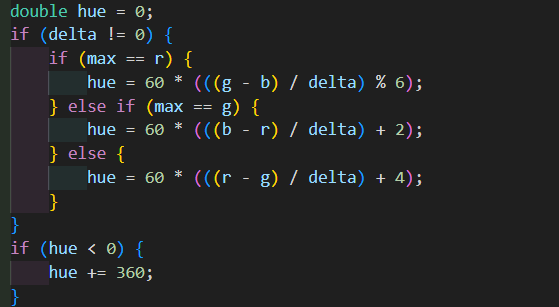 double hue = 0;
if (delta != 0) {
    if (max == r) {
        hue = 60 * (((g - b) / delta) % 6);
    } else if (max == g) {
        hue = 60 * (((b - r) / delta) + 2);
    } else {
        hue = 60 * (((r - g) / delta) + 4);
    }
}
if (hue < 0) {
    hue += 360;
}